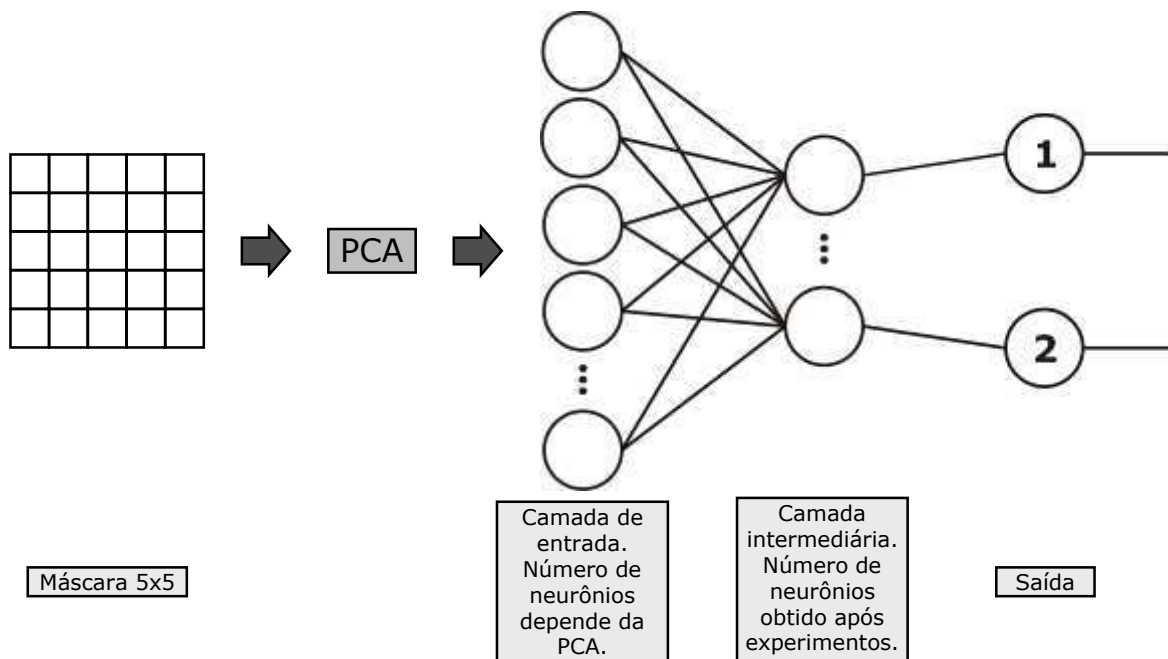 PCA
1
2
Máscara 5x5
Camada de
entrada.
Número de
neurônios
depende da
PCA.
Camada
intermediária.
Número de
neurônios
obtido após
experimentos.
Saída